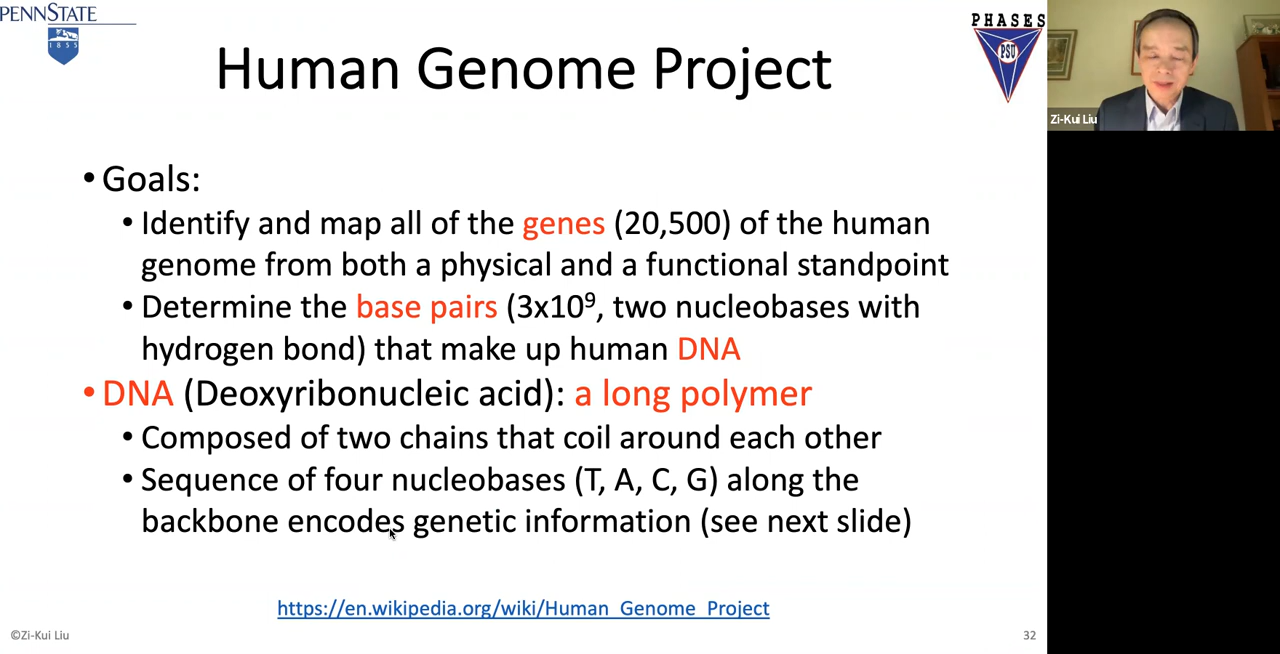 PENNSTATE
1855
PHASES
PSU
Human Genome Project
Zi-Kui Liu
• Goals:
• Identify and map all of the genes (20,500) of the human
genome from both a physical and a functional standpoint
• Determine the base pairs (3x10⁹, two nucleobases with
hydrogen bond) that make up human DNA
• DNA (Deoxyribonucleic acid): a long polymer
• Composed of two chains that coil around each other
• Sequence of four nucleobases (T, A, C, G) along the
backbone encodes genetic information (see next slide)
https://en.wikipedia.org/wiki/Human_Genome_Project
©Zi-Kui Liu
32